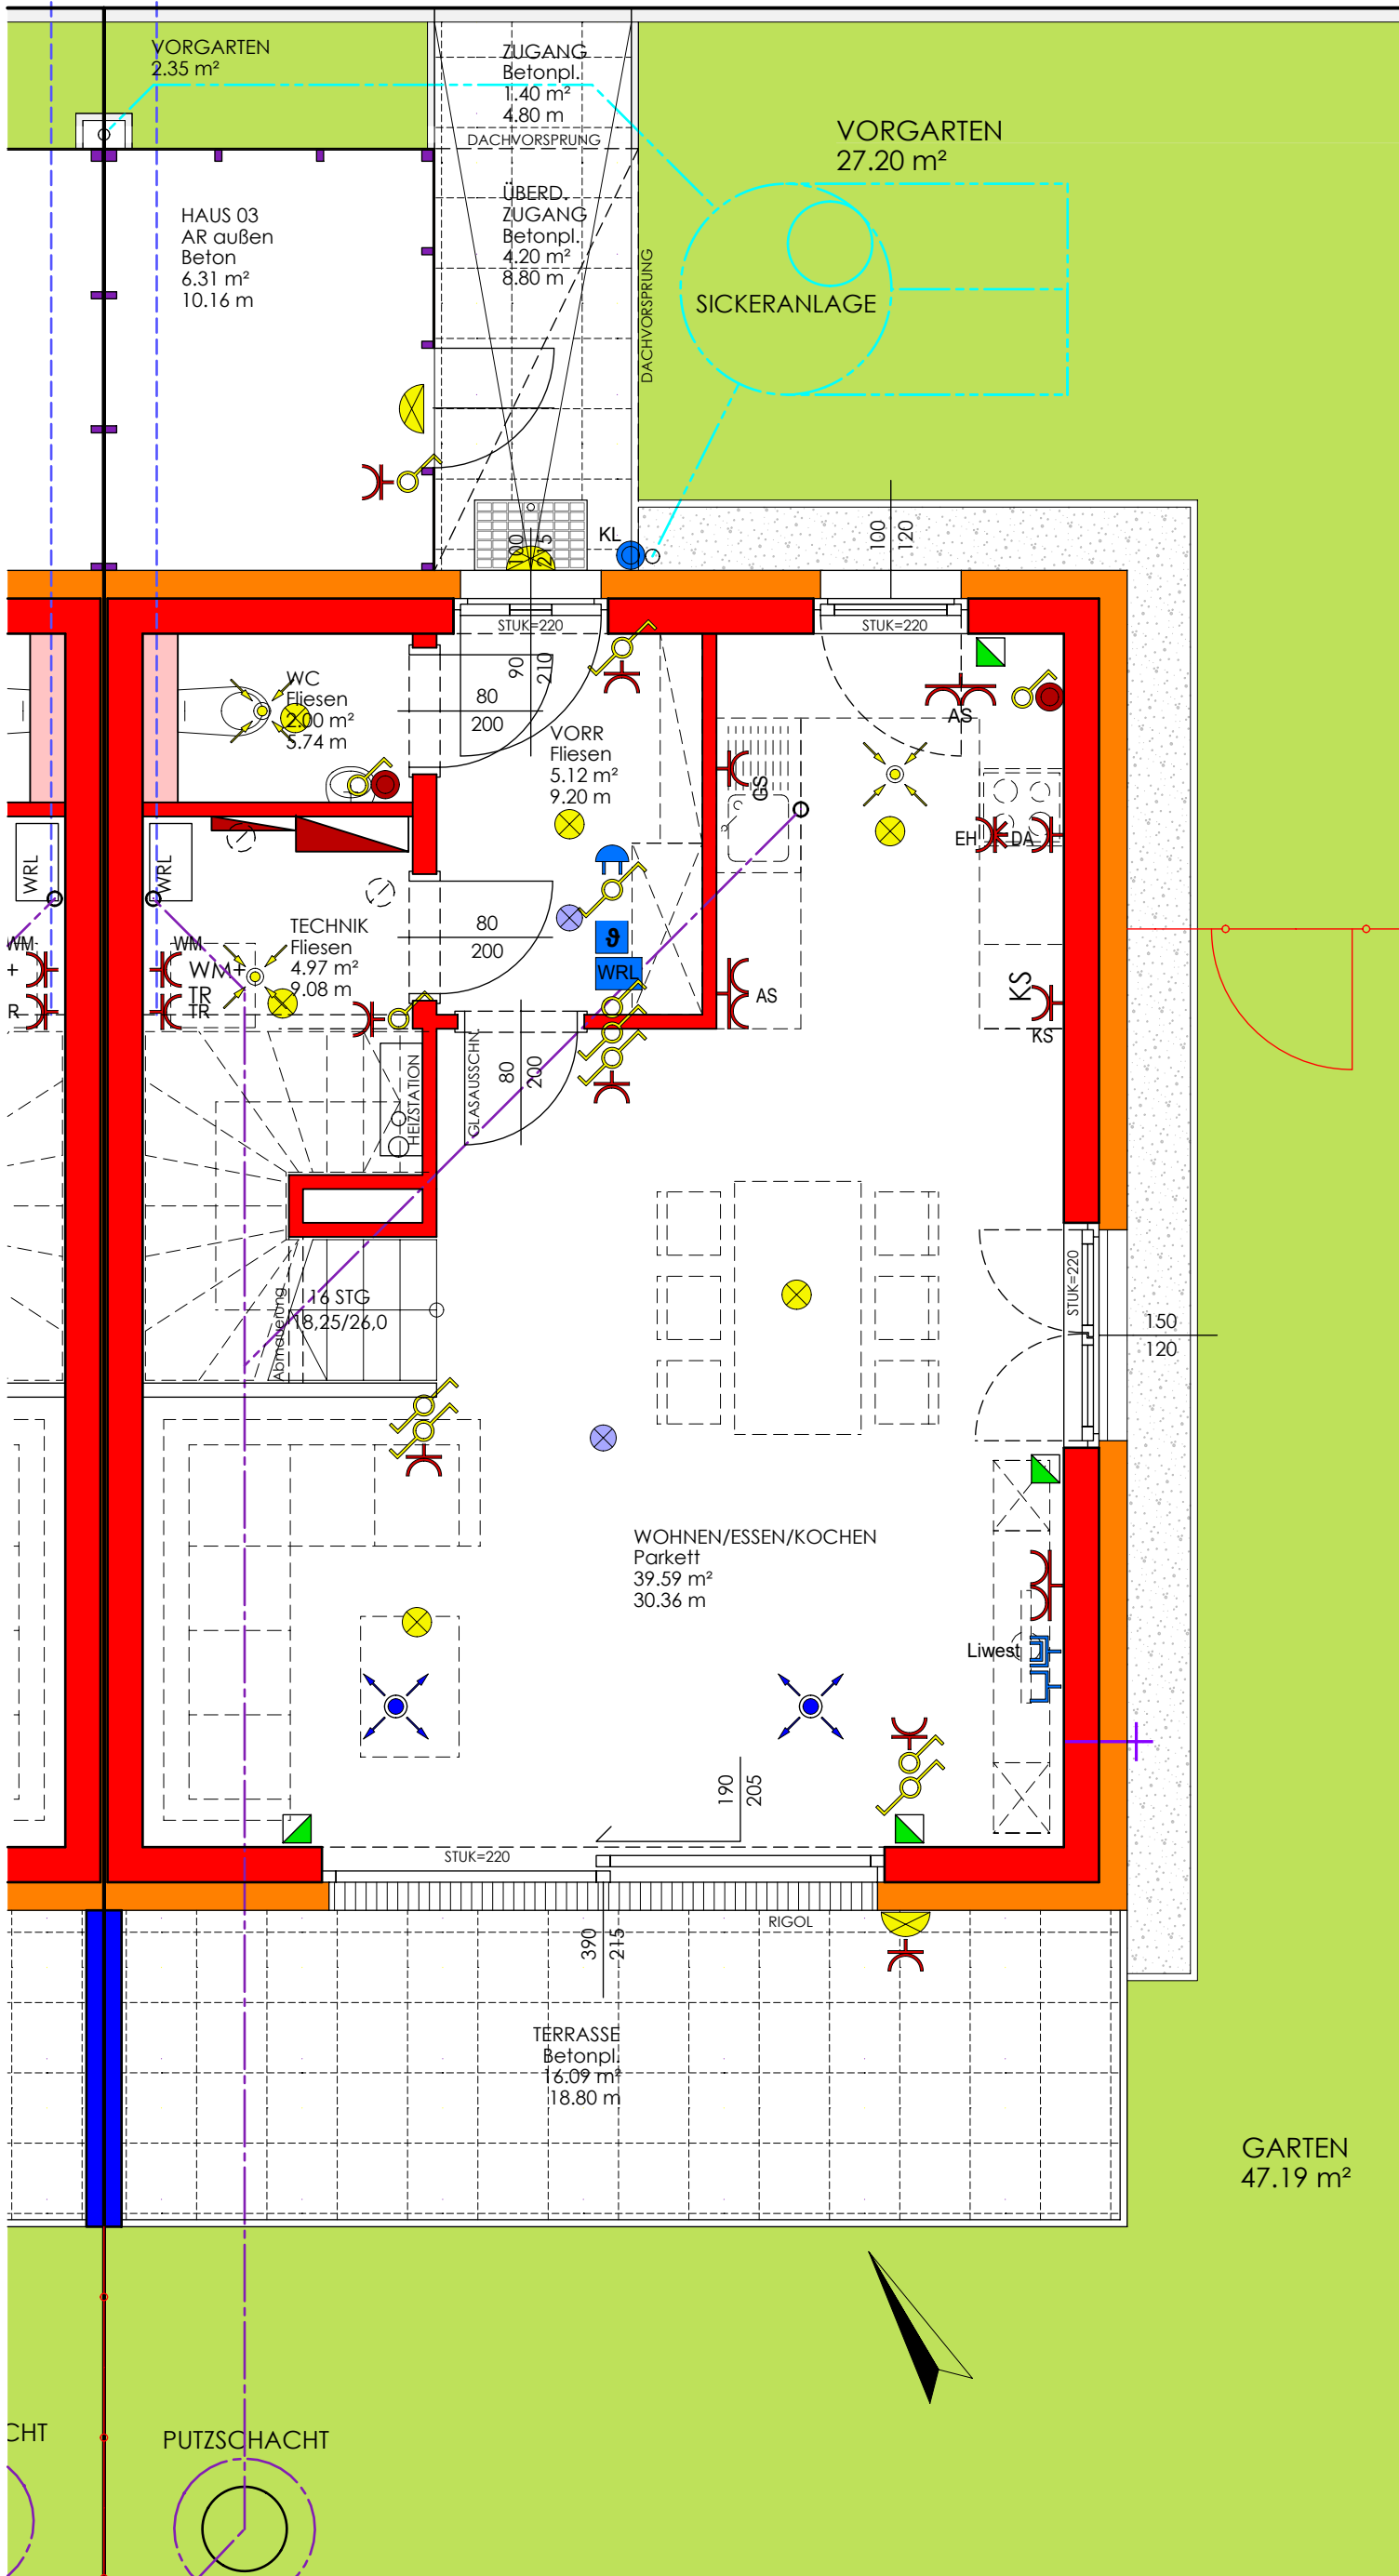 VORGARTEN
2.35 m²
ZUGANG
Betonpl.
1.40 m²
4.80 m
DACHVORSPRUNG
VORGARTEN
27.20 m²
ÜBERD.
ZUGANG
Betonpl.
4.20 m²
8.80 m
HAUS 03
AR außen
Beton
6.31 m²
10.16 m
DACHVORSPRUNG
SICKERANLAGE
KL
100
215
100
120
STUK=220
STUK=220
90
210
WC
Fliesen
2.00 m²
5.74 m
80
200
VORR
Fliesen
5.12 m²
9.20 m
AS
GS
EH
DA
WRL
WRL
TECHNIK
Fliesen
4.97 m²
9.08 m
80
200
ϑ
WRL
WM
+
R
WM
WM+
TR
TR
AS
KS
KS
HEIZSTATION
GLASAUSSCHN.
80
200
16 STG
18,25/26,0
Abmauerung
STUK=220
150
120
WOHNEN/ESSEN/KOCHEN
Parkett
39.59 m²
30.36 m
Liwest
190
205
STUK=220
RIGOL
390
215
TERRASSE
Betonpl.
16.09 m²
18.80 m
GARTEN
47.19 m²
CHT
PUTZSCHACHT